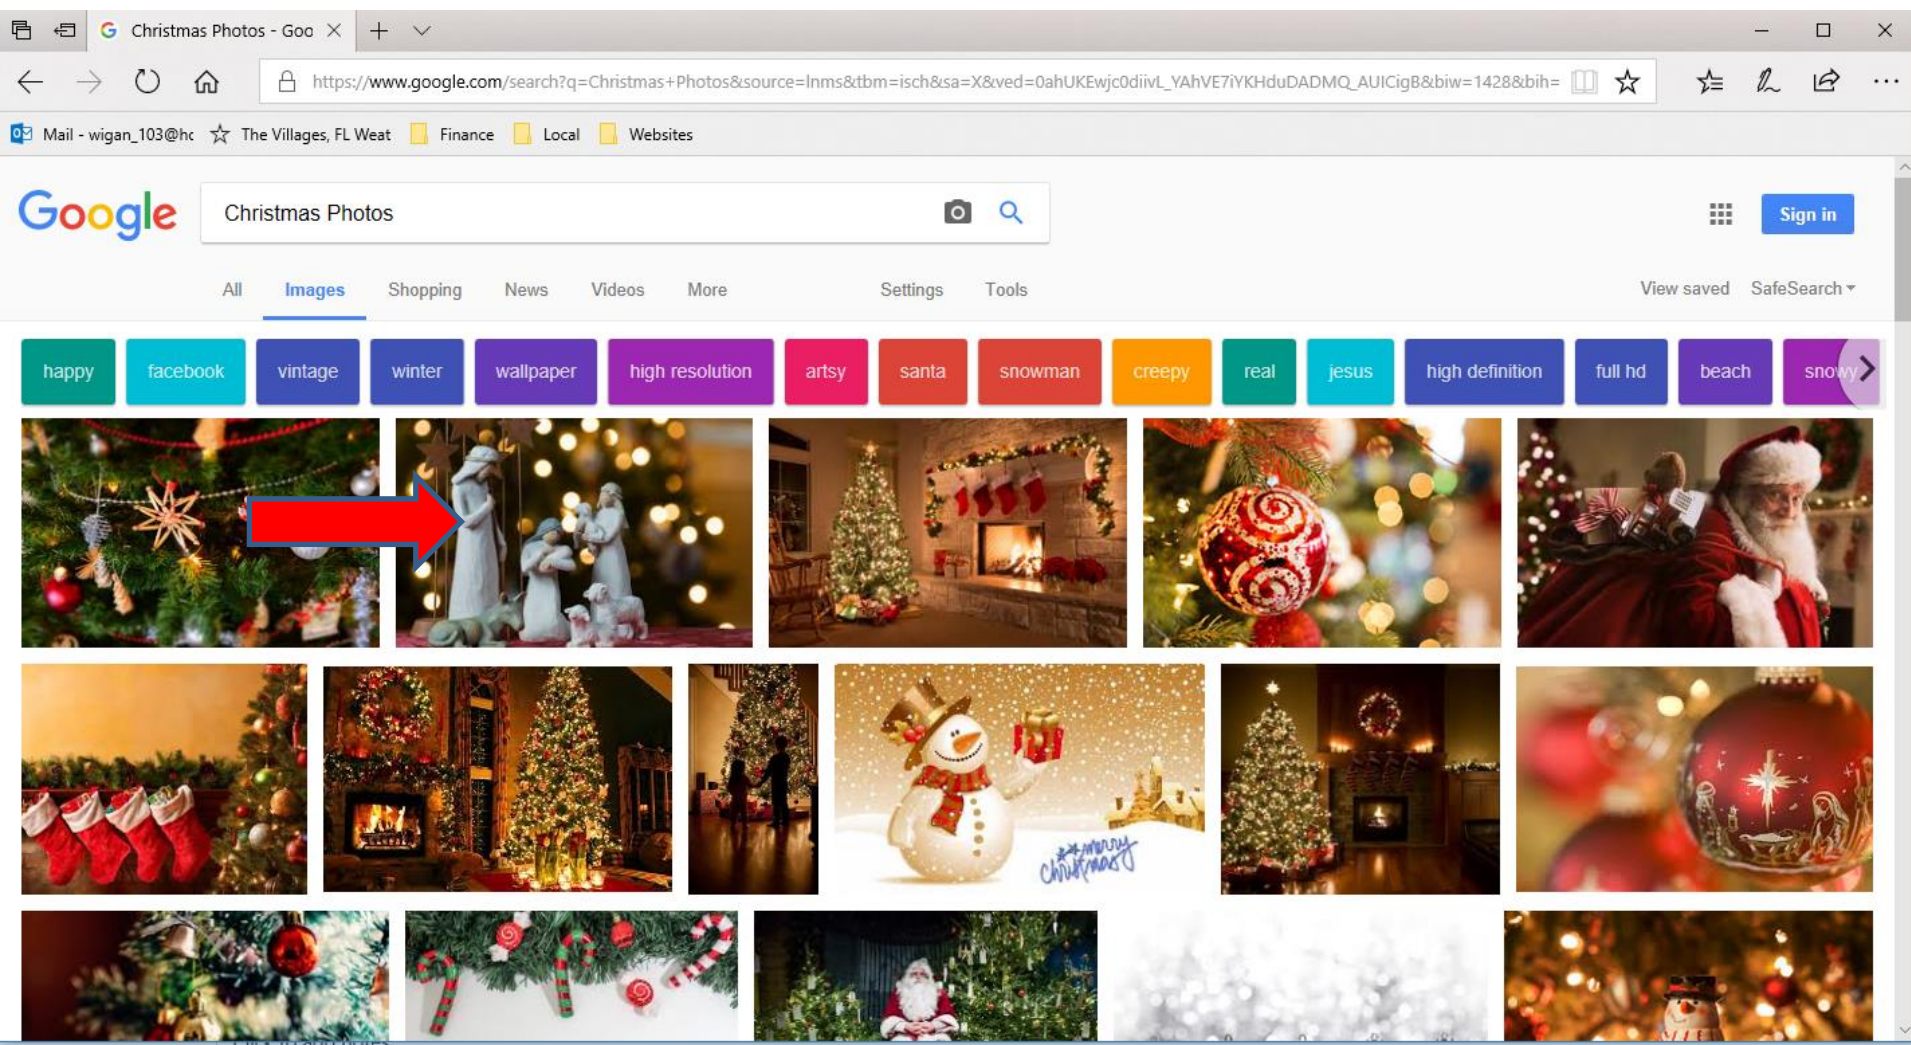 Christmas Photos - Goo
https://www.google.com/search?q=Christmas+Photos&source=lnms&tbm=isch&sa=X&ved=0ahUKEwjc0diivL_YAhVE7iYKHduDADMQ_AUICigB&biw=1428&bih=
Mail - wigan_103@hc The Villages, FL Weat Finance Local Websites
Google Christmas Photos Sign in
All Images Shopping News Videos More Settings Tools View saved SafeSearch
happy facebook vintage winter wallpaper high resolution artsy santa snowman creepy real jesus high definition full hd beach snowy
merry
christmas